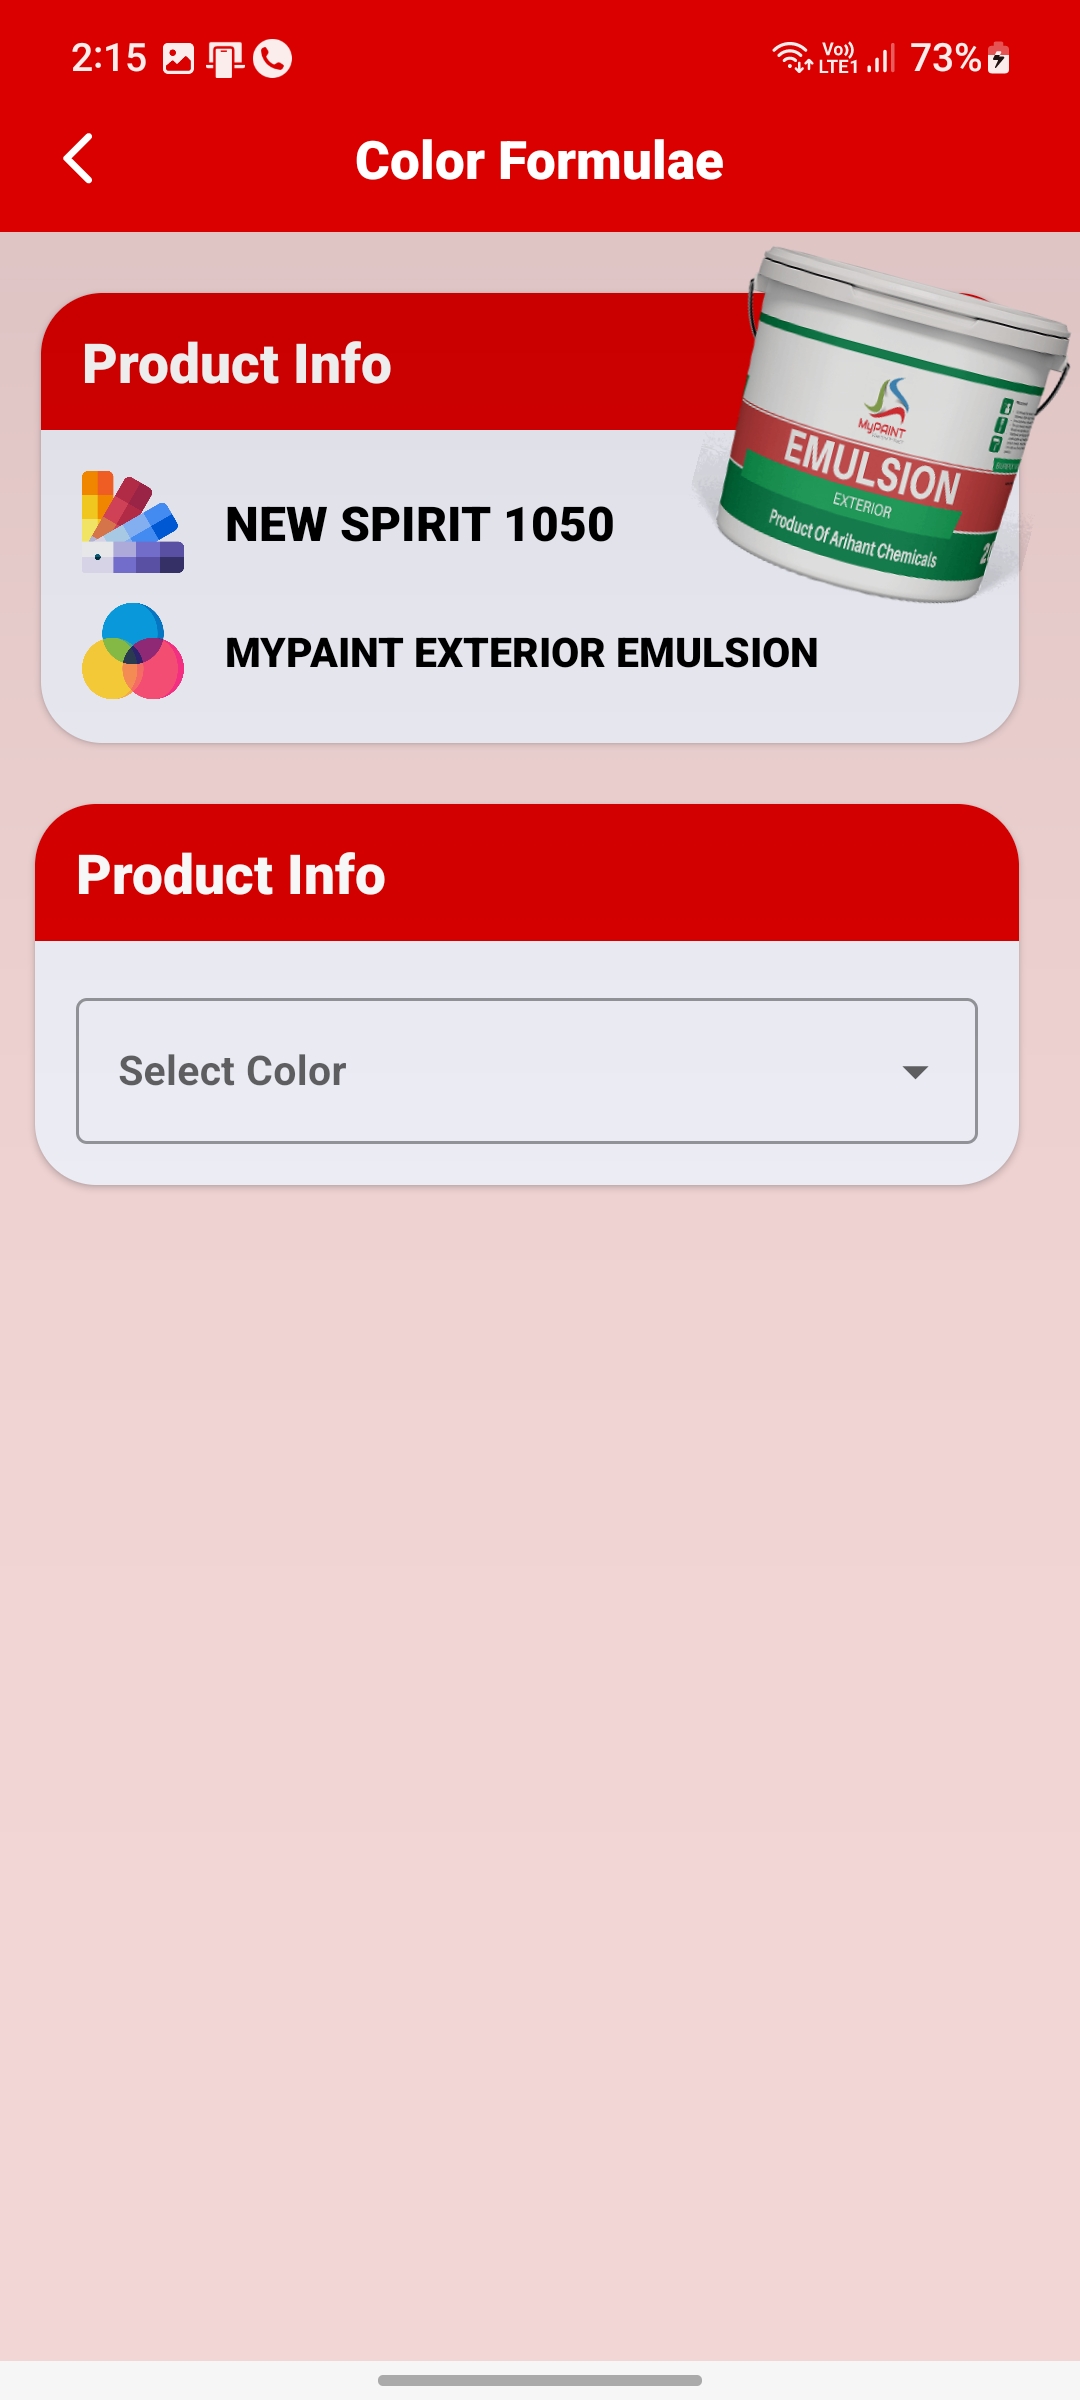 2:15
Vo))
LTE1
73%
Color Formulae
Product Info
MyPAINT
EMULSION
EXTERIOR
Product Of Arihant Chemicals
NEW SPIRIT 1050
MYPAINT EXTERIOR EMULSION
Product Info
Select Color